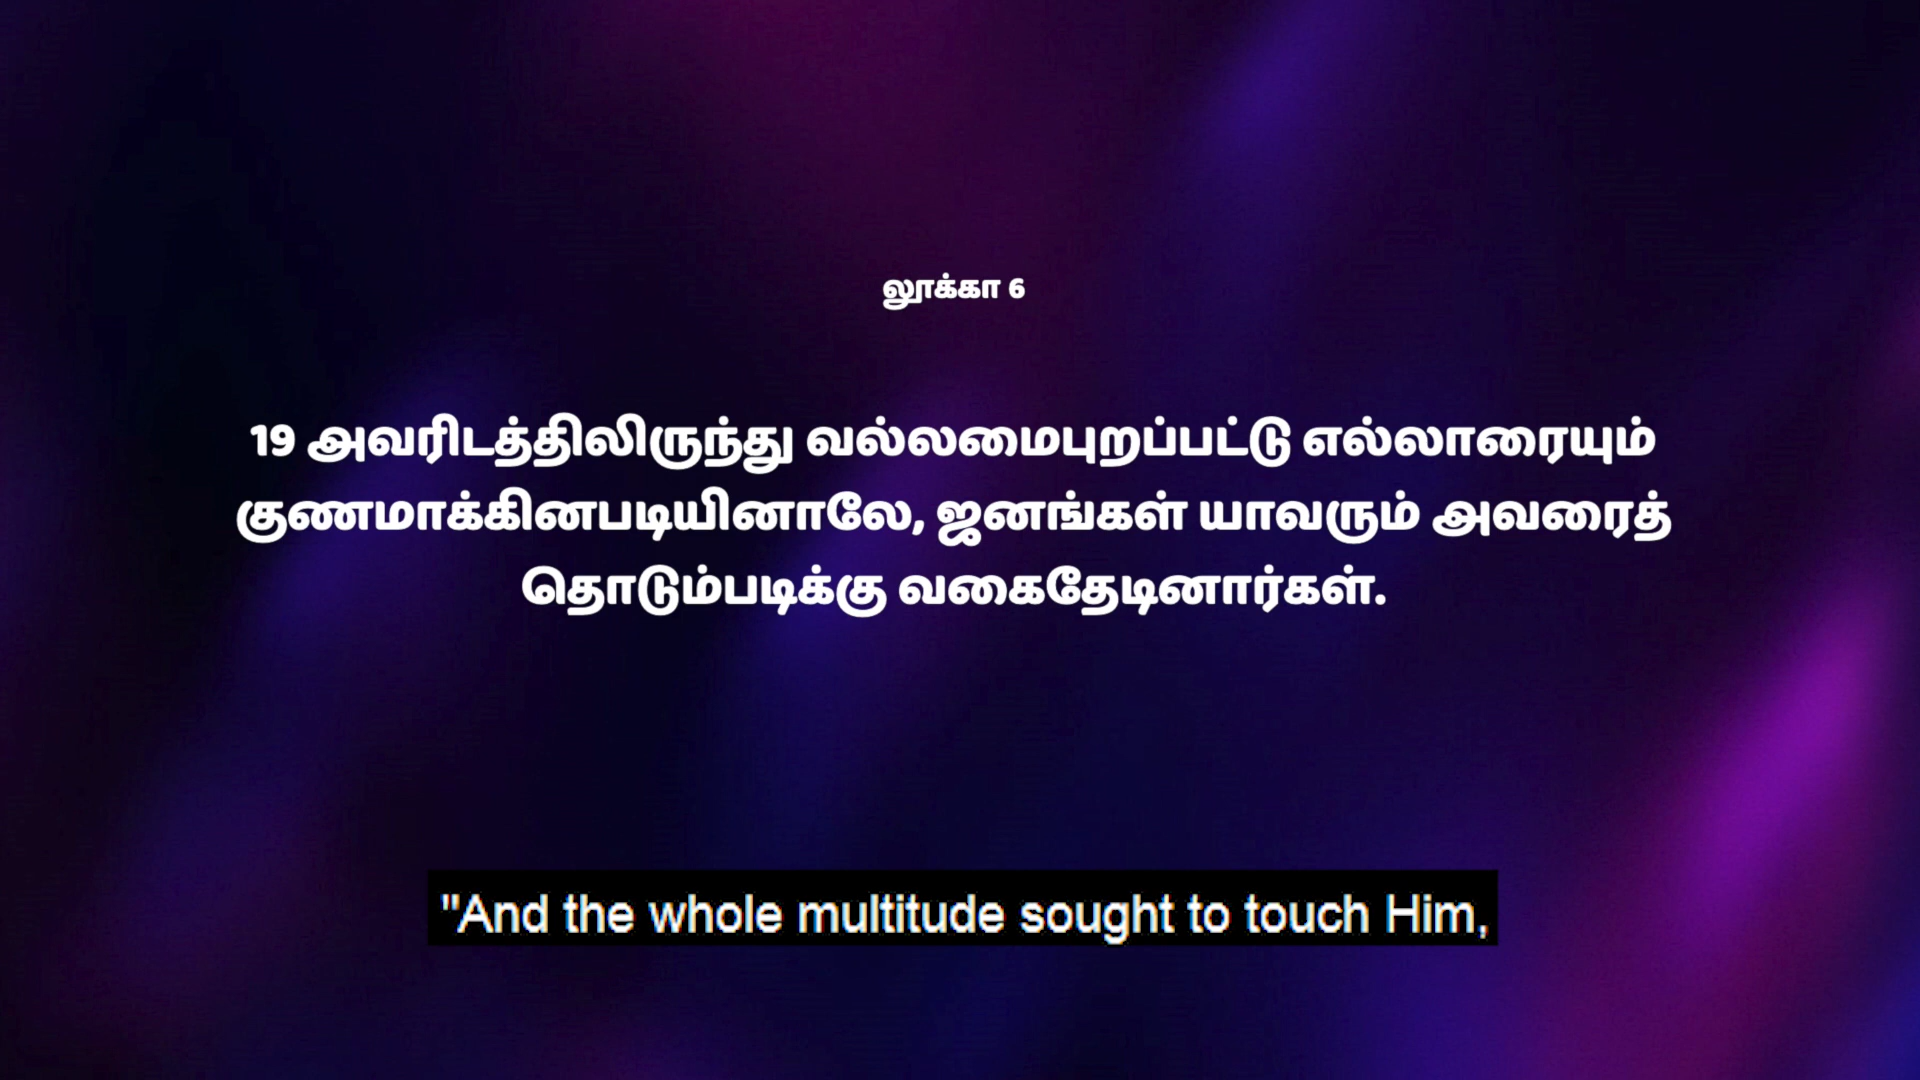 லூக்கா 6
19 அவரிடத்திலிருந்து வல்லமைபுறப்பட்டு எல்லாரையும்
குணமாக்கினபடியினாலே, ஜனங்கள் யாவரும் அவரைத்
தொடும்படிக்கு வகைதேடினார்கள்.
"And the whole multitude sought to touch Him,